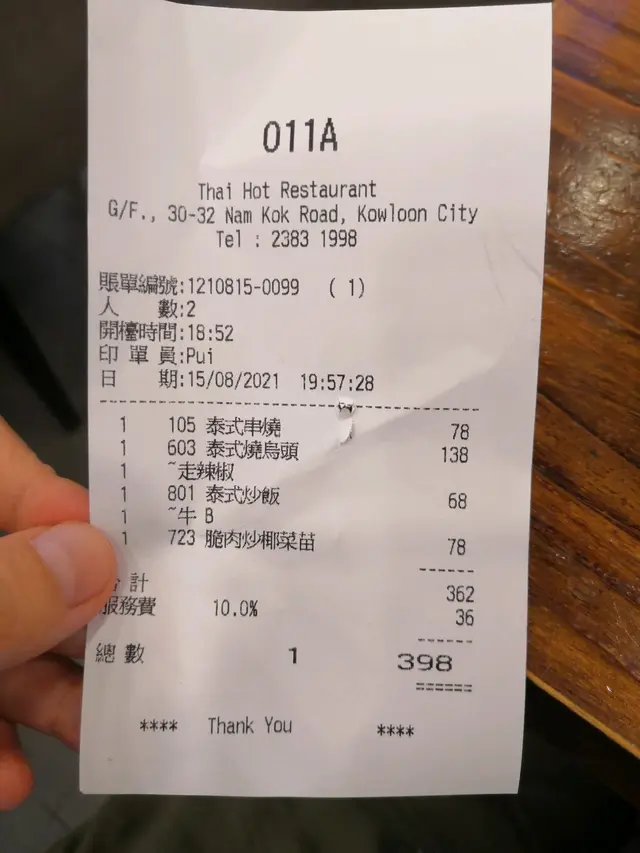 011A
Thai Hot Restaurant
G/F., 30-32 Nam Kok Road, Kowloon City
Tel : 2383 1998
賬單編號:1210815-0099 ( 1)
人 數:2
開檯時間:18:52
印 單 員:Pui
日 期:15/08/2021 19:57:28
1 105 泰式串燒 78
1 603 泰式燒烏頭 138
1 ~走辣椒
1 801 泰式炒飯 68
1 ~牛 B
1 723 脆肉炒椰菜苗 78
合 計 362
服務費 10.0% 36
總 數 1 398
**** Thank You ****